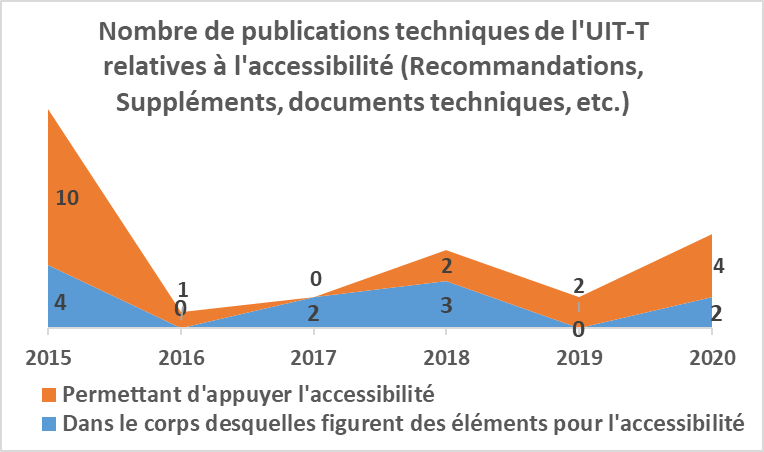 Nombre de publications techniques de l'UIT-T
relatives à l'accessibilité (Recommandations,
Suppléments, documents techniques, etc.)
10
4
1
0
0
2
2
3
2
0
4
2
2015 2016 2017 2018 2019 2020
Permettant d'appuyer l'accessibilité
Dans le corps desquelles figurent des éléments pour l'accessibilité